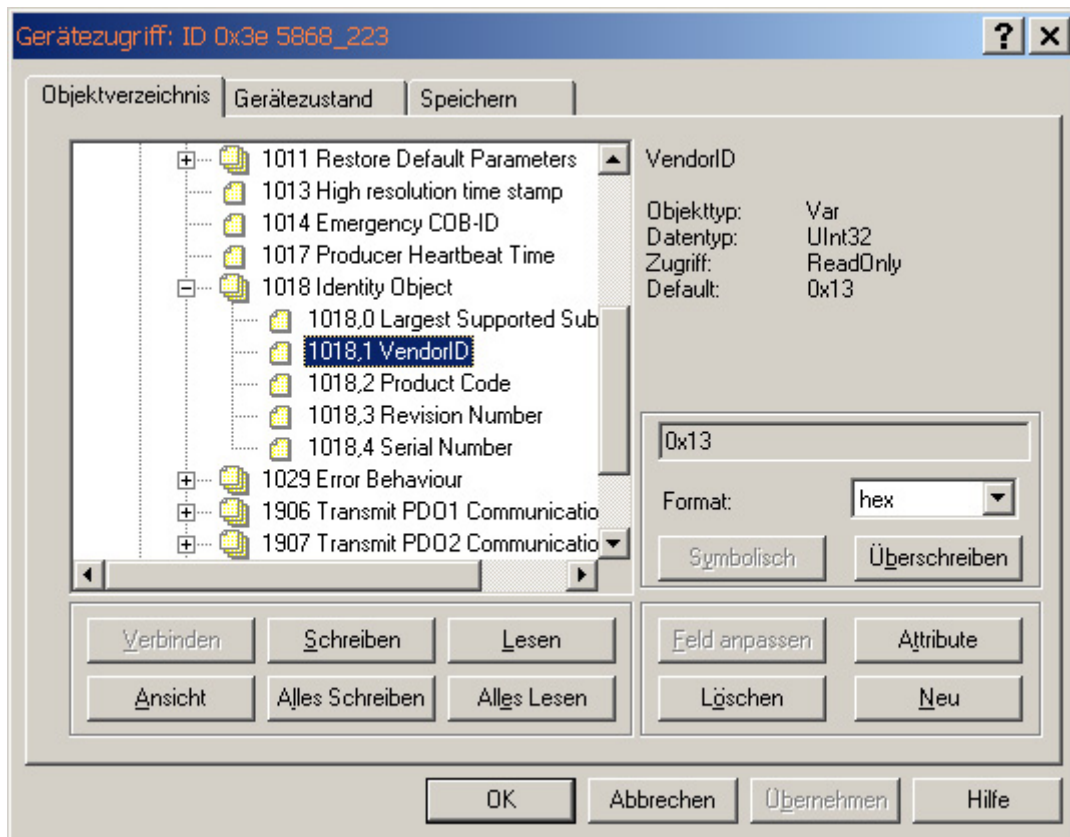 Gerätezugriff: ID 0x3e 5868_223
Objektverzeichnis
Gerätezustand
Speichern
1011 Restore Default Parameters
1013 High resolution time stamp
1014 Emergency COB-ID
1017 Producer Heartbeat Time
1018 Identity Object
1018,0 Largest Supported Sub
1018,1 VendorID
1018,2 Product Code
1018,3 Revision Number
1018,4 Serial Number
1029 Error Behaviour
1906 Transmit PDO1 Communicatio
1907 Transmit PDO2 Communicatio
VendorID
Objekttyp: Var
Datentyp: UInt32
Zugriff: ReadOnly
Default: 0x13
0x13
Format: hex
Symbolisch Überschreiben
Verbinden Schreiben Lesen
Ansicht Alles Schreiben Alles Lesen
Feld anpassen Attribute
Löschen Neu
OK Abbrechen Übernehmen Hilfe